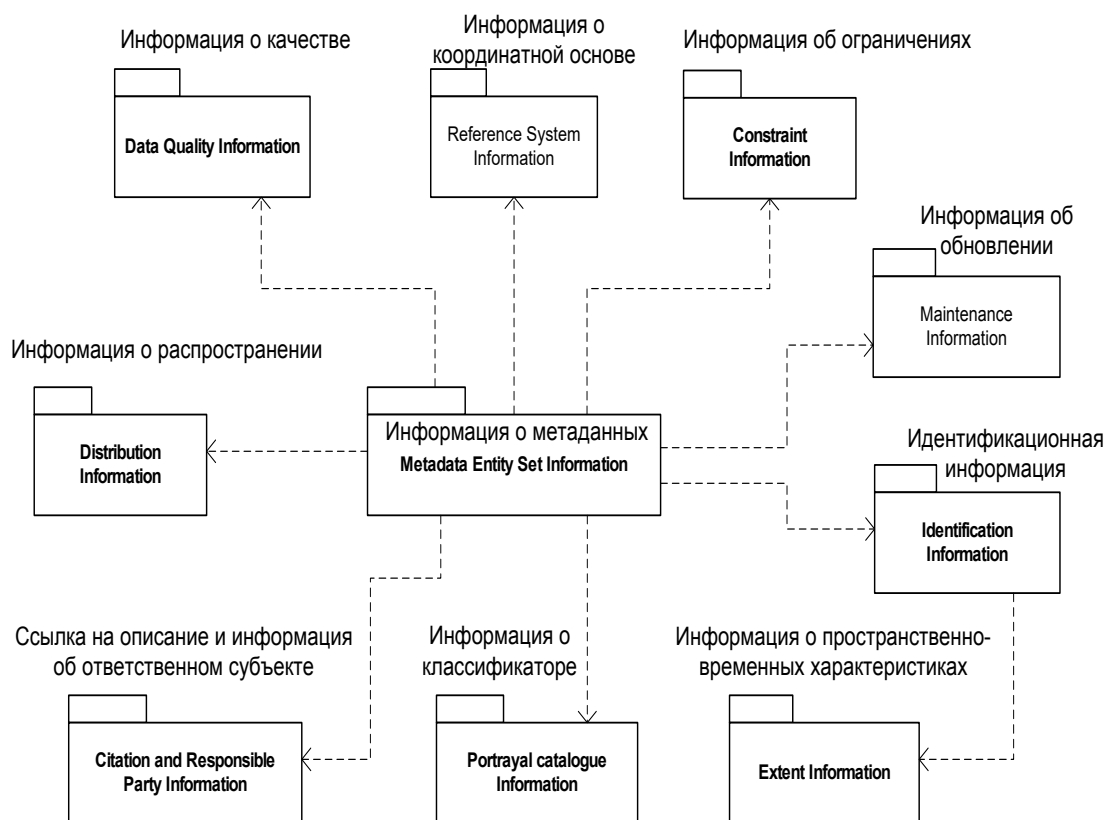 Информация о качестве
Информация о
координатной основе
Информация об ограничениях
Data Quality Information
Reference System
Information
Constraint
Information
Информация об
обновлении
Maintenance
Information
Информация о распространении
Distribution
Information
Информация о метаданных
Metadata Entity Set Information
Идентификационная
информация
Identification
Information
Ссылка на описание и информация
об ответственном субъекте
Информация о
классификаторе
Информация о пространственно-
временных характеристиках
Citation and Responsible
Party Information
Portrayal catalogue
Information
Extent Information